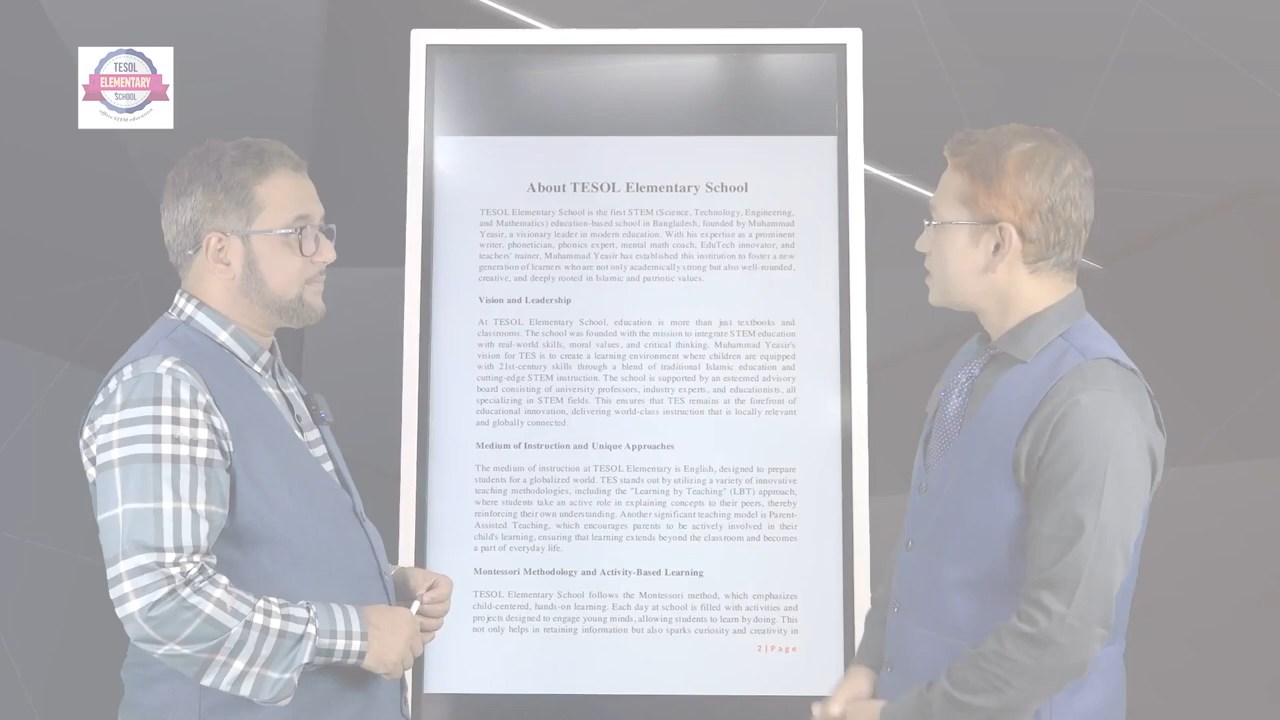 TESOL
ELEMENTARY
SCHOOL
offers STEM education
About TESOL Elementary School
TESOL Elementary School is the first STEM (Science, Technology, Engineering,
and Mathematics) education-based school in Bangladesh, founded by Muhammad
Yeasir, a visionary leader in modern education. With his expertise as a prominent
writer, phonetician, phonics expert, mental math coach, EduTech innovator, and
teachers' trainer, Muhammad Yeasir has established this institution to foster a new
generation of learners who are not only academically strong but also well-rounded,
creative, and deeply rooted in Islamic and patriotic values.
Vision and Leadership
At TESOL Elementary School, education is more than just textbooks and
classrooms. The school was founded with the mission to integrate STEM education
with real-world skills, moral values, and critical thinking. Muhammad Yeasir's
vision for TES is to create a learning environment where children are equipped
with 21st-century skills through a blend of traditional Islamic education and
cutting-edge STEM instruction. The school is supported by an esteemed advisory
board consisting of university professors, industry experts, and educationists, all
specializing in STEM fields. This ensures that TES remains at the forefront of
educational innovation, delivering world-class instruction that is locally relevant
and globally connected.
Medium of Instruction and Unique Approaches
The medium of instruction at TESOL Elementary is English, designed to prepare
students for a globalized world. TES stands out by utilizing a variety of innovative
teaching methodologies, including the "Learning by Teaching" (LBT) approach,
where students take an active role in explaining concepts to their peers, thereby
reinforcing their own understanding. Another significant teaching model is Parent-
Assisted Teaching, which encourages parents to be actively involved in their
child's learning, ensuring that learning extends beyond the classroom and becomes
a part of everyday life.
Montessori Methodology and Activity-Based Learning
TESOL Elementary School follows the Montessori method, which emphasizes
child-centered, hands-on learning. Each day at school is filled with activities and
projects designed to engage young minds, allowing students to learn by doing. This
not only helps in retaining information but also sparks curiosity and creativity in
2 | P a g e